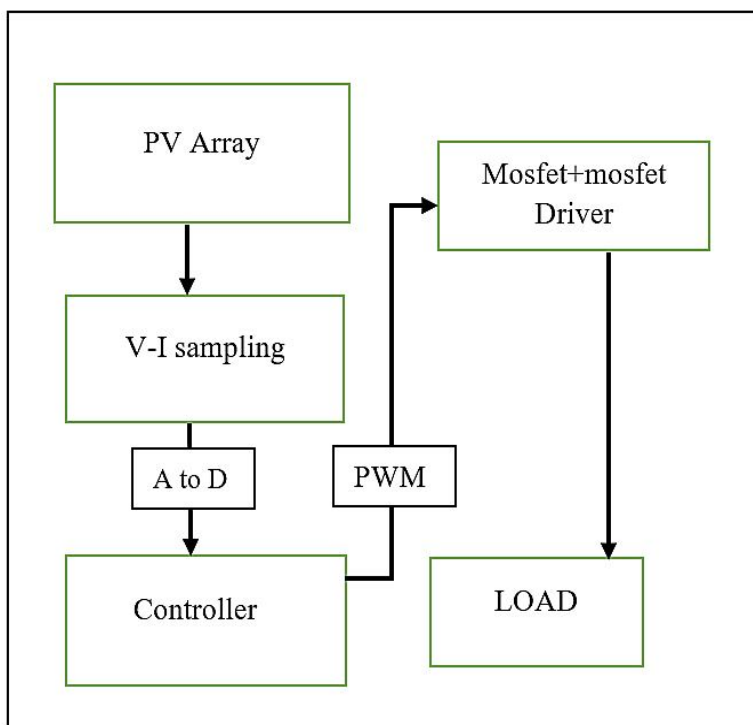 PV Array
V-I sampling
A to D
Controller
PWM
Mosfet+mosfet
Driver
LOAD